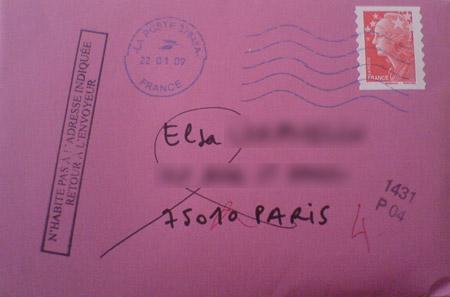 LA POSTE 37840A
22 01 09
FRANCE
FRANCE
N'HABITE PAS À L'ADRESSE INDIQUÉE
RETOUR À L'ENVOYEUR
Elsa
75010 PARIS
4
1431
P 04